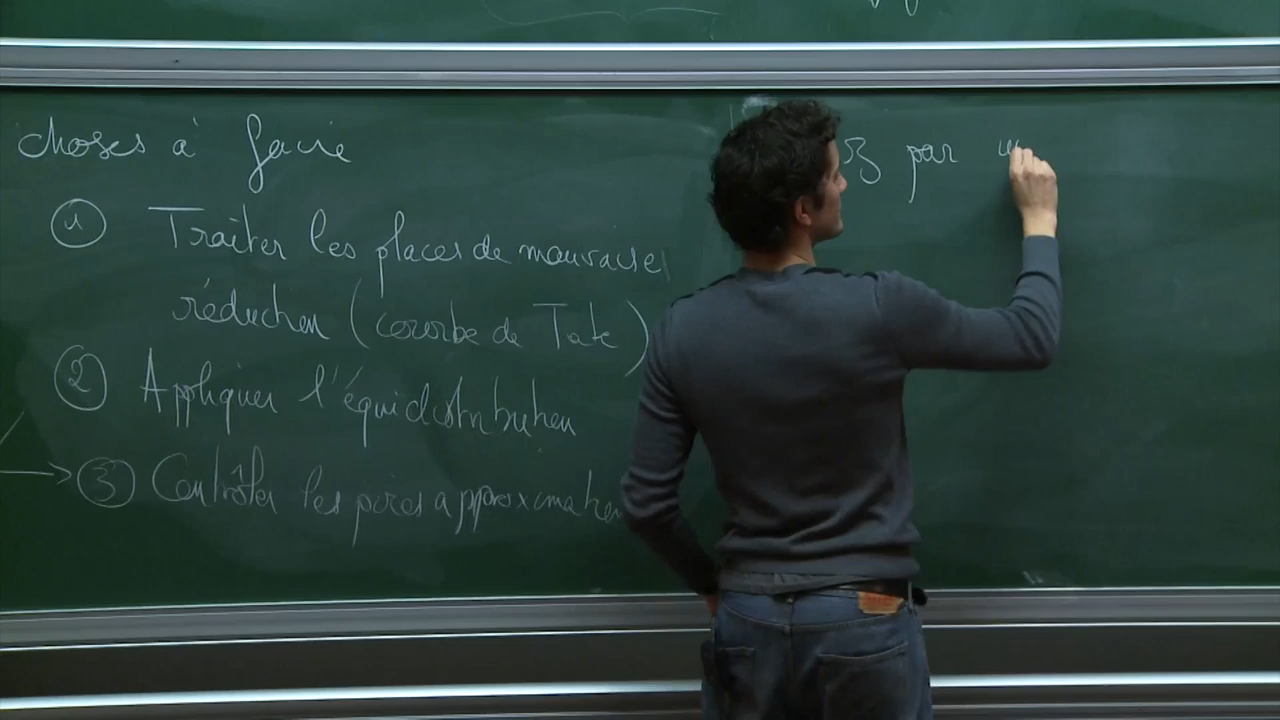 choses à faire
① Traiter les places de mauvaise
réduction (courbe de Tate)
② Appliquer l'équidistribution
→ ③ Contrôler les pires approximation
par